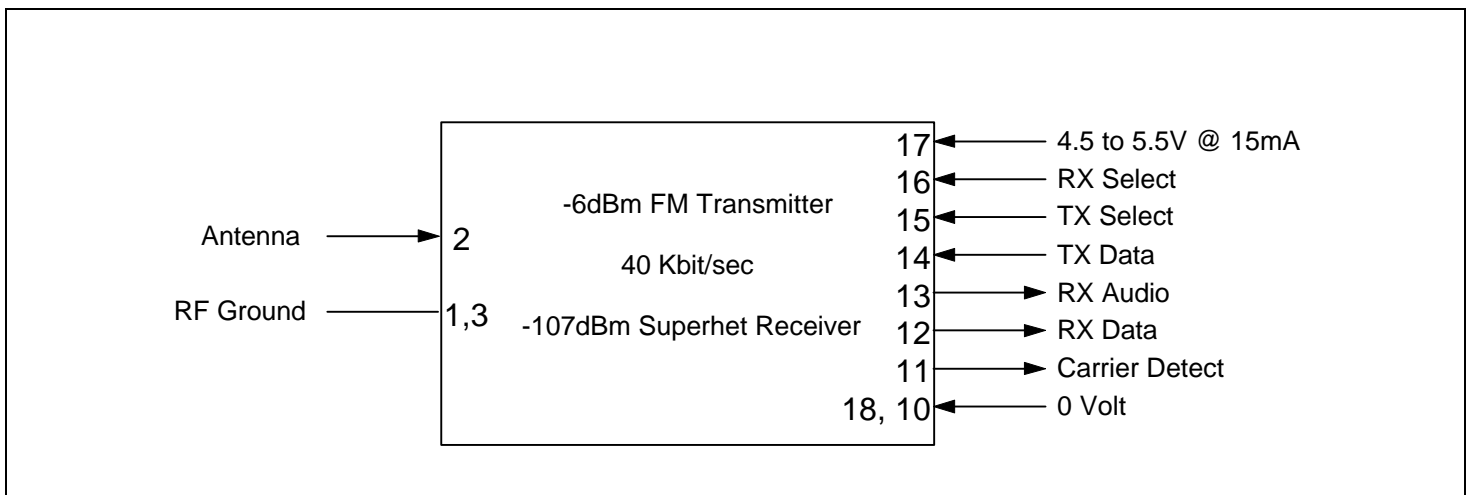 17 4.5 to 5.5V @ 15mA
16 RX Select
-6dBm FM Transmitter
15 TX Select
Antenna 2
14 TX Data
40 Kbit/sec
13 RX Audio
RF Ground 1,3
-107dBm Superhet Receiver
12 RX Data
11 Carrier Detect
18, 10 0 Volt